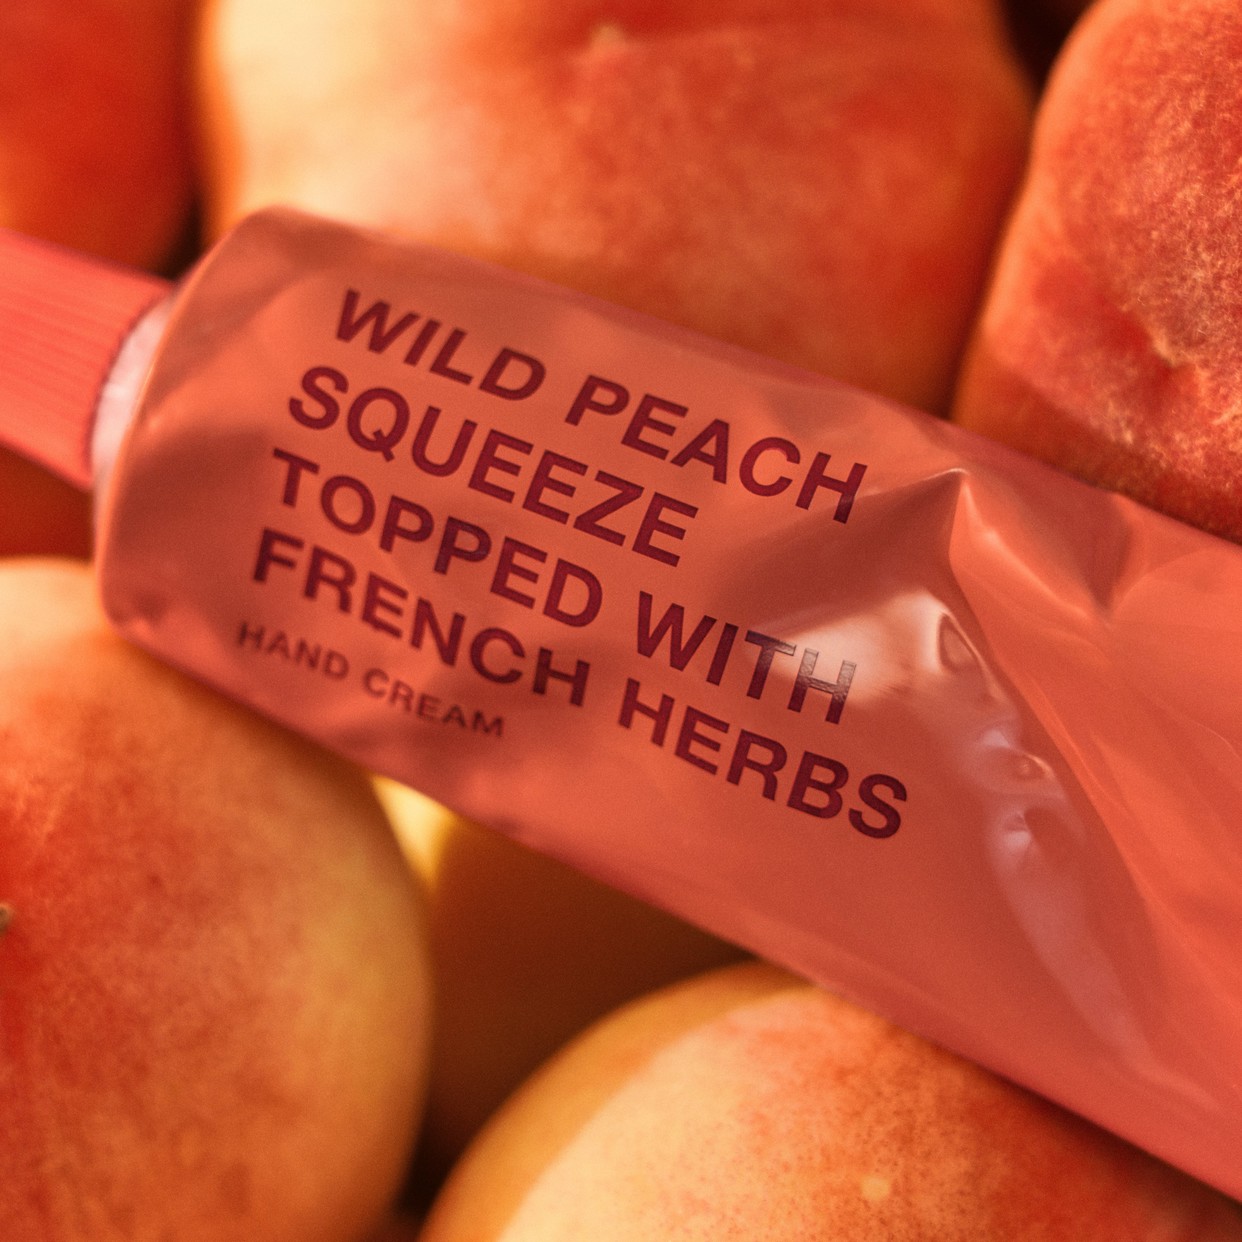 WILD PEACH
SQUEEZE
TOPPED WITH
FRENCH HERBS
HAND CREAM